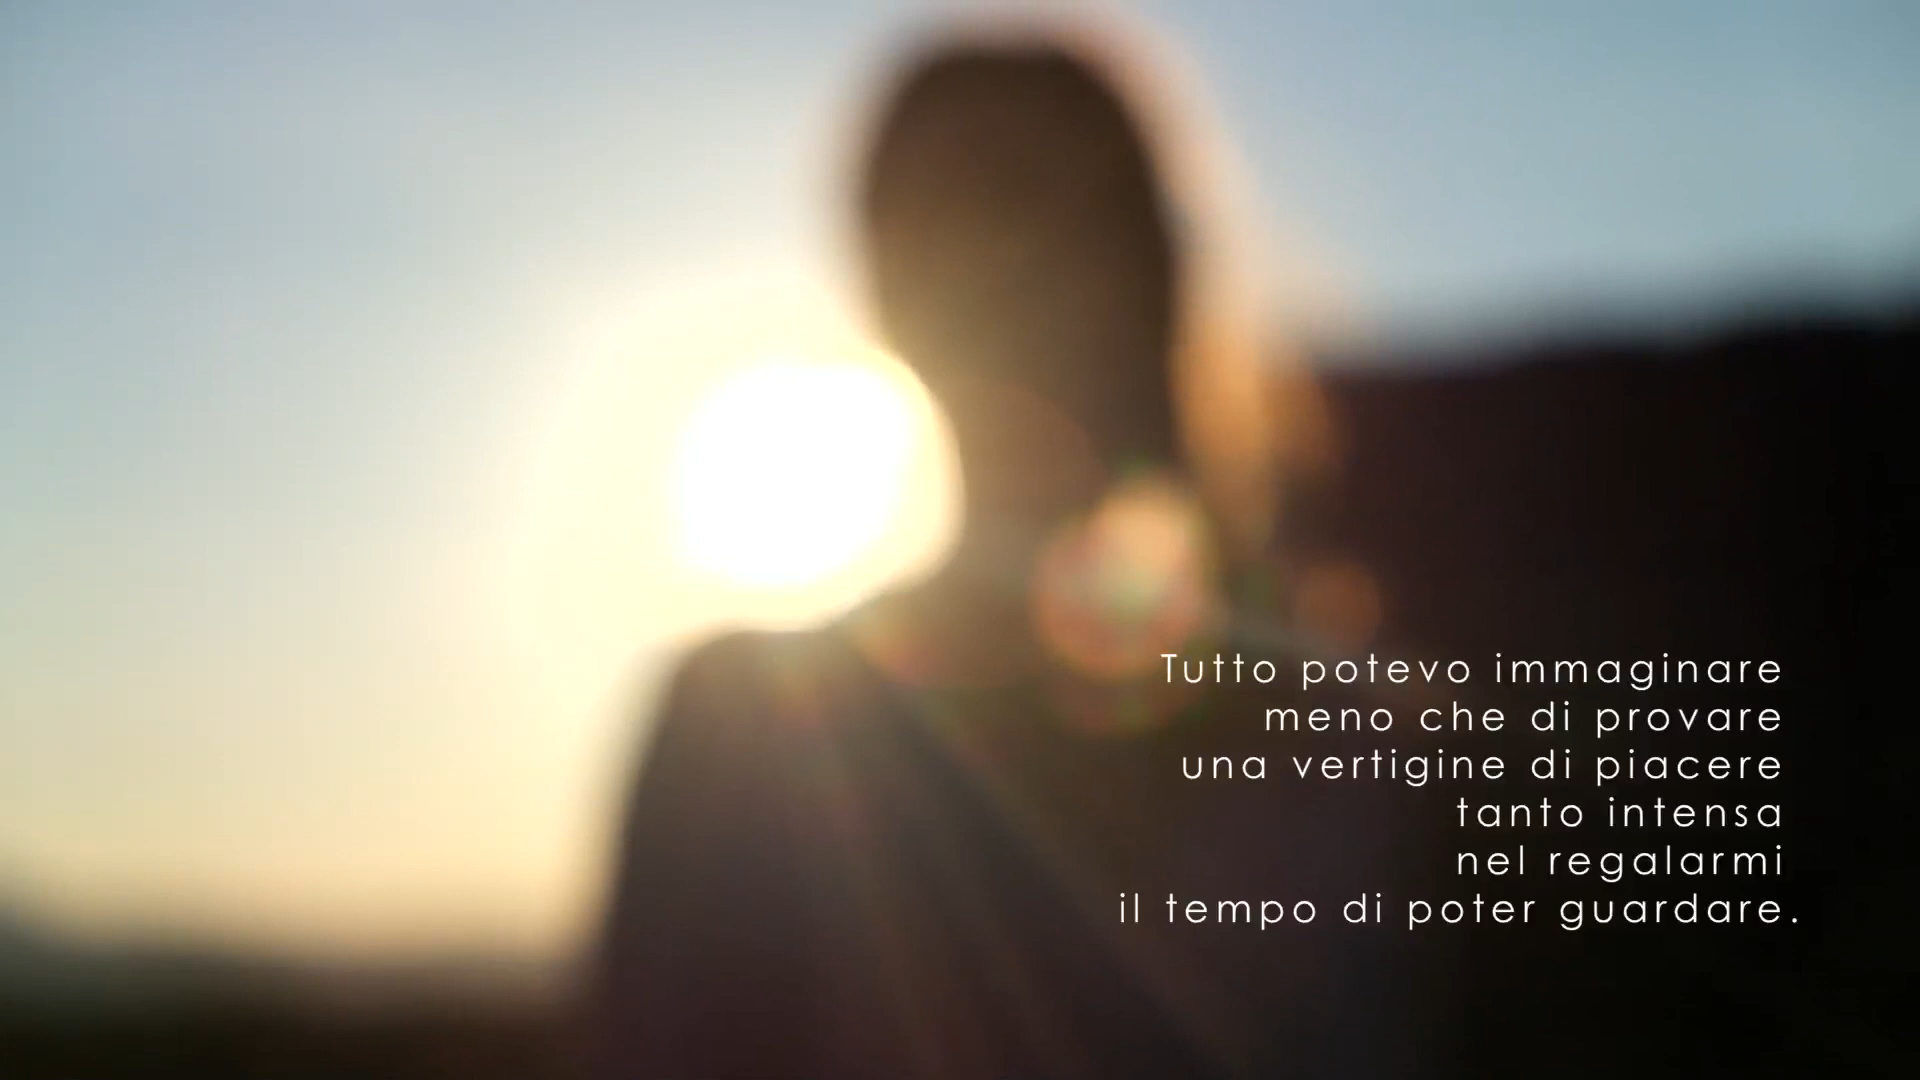 Tutto potevo immaginare
meno che di provare
una vertigine di piacere
tanto intensa
nel regalarmi
il tempo di poter guardare.